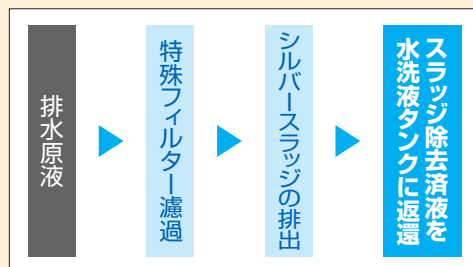 排水原液
特殊フィルター濾過
シルバースラッジの排出
スラッジ除去済液を
水洗液タンクに返還